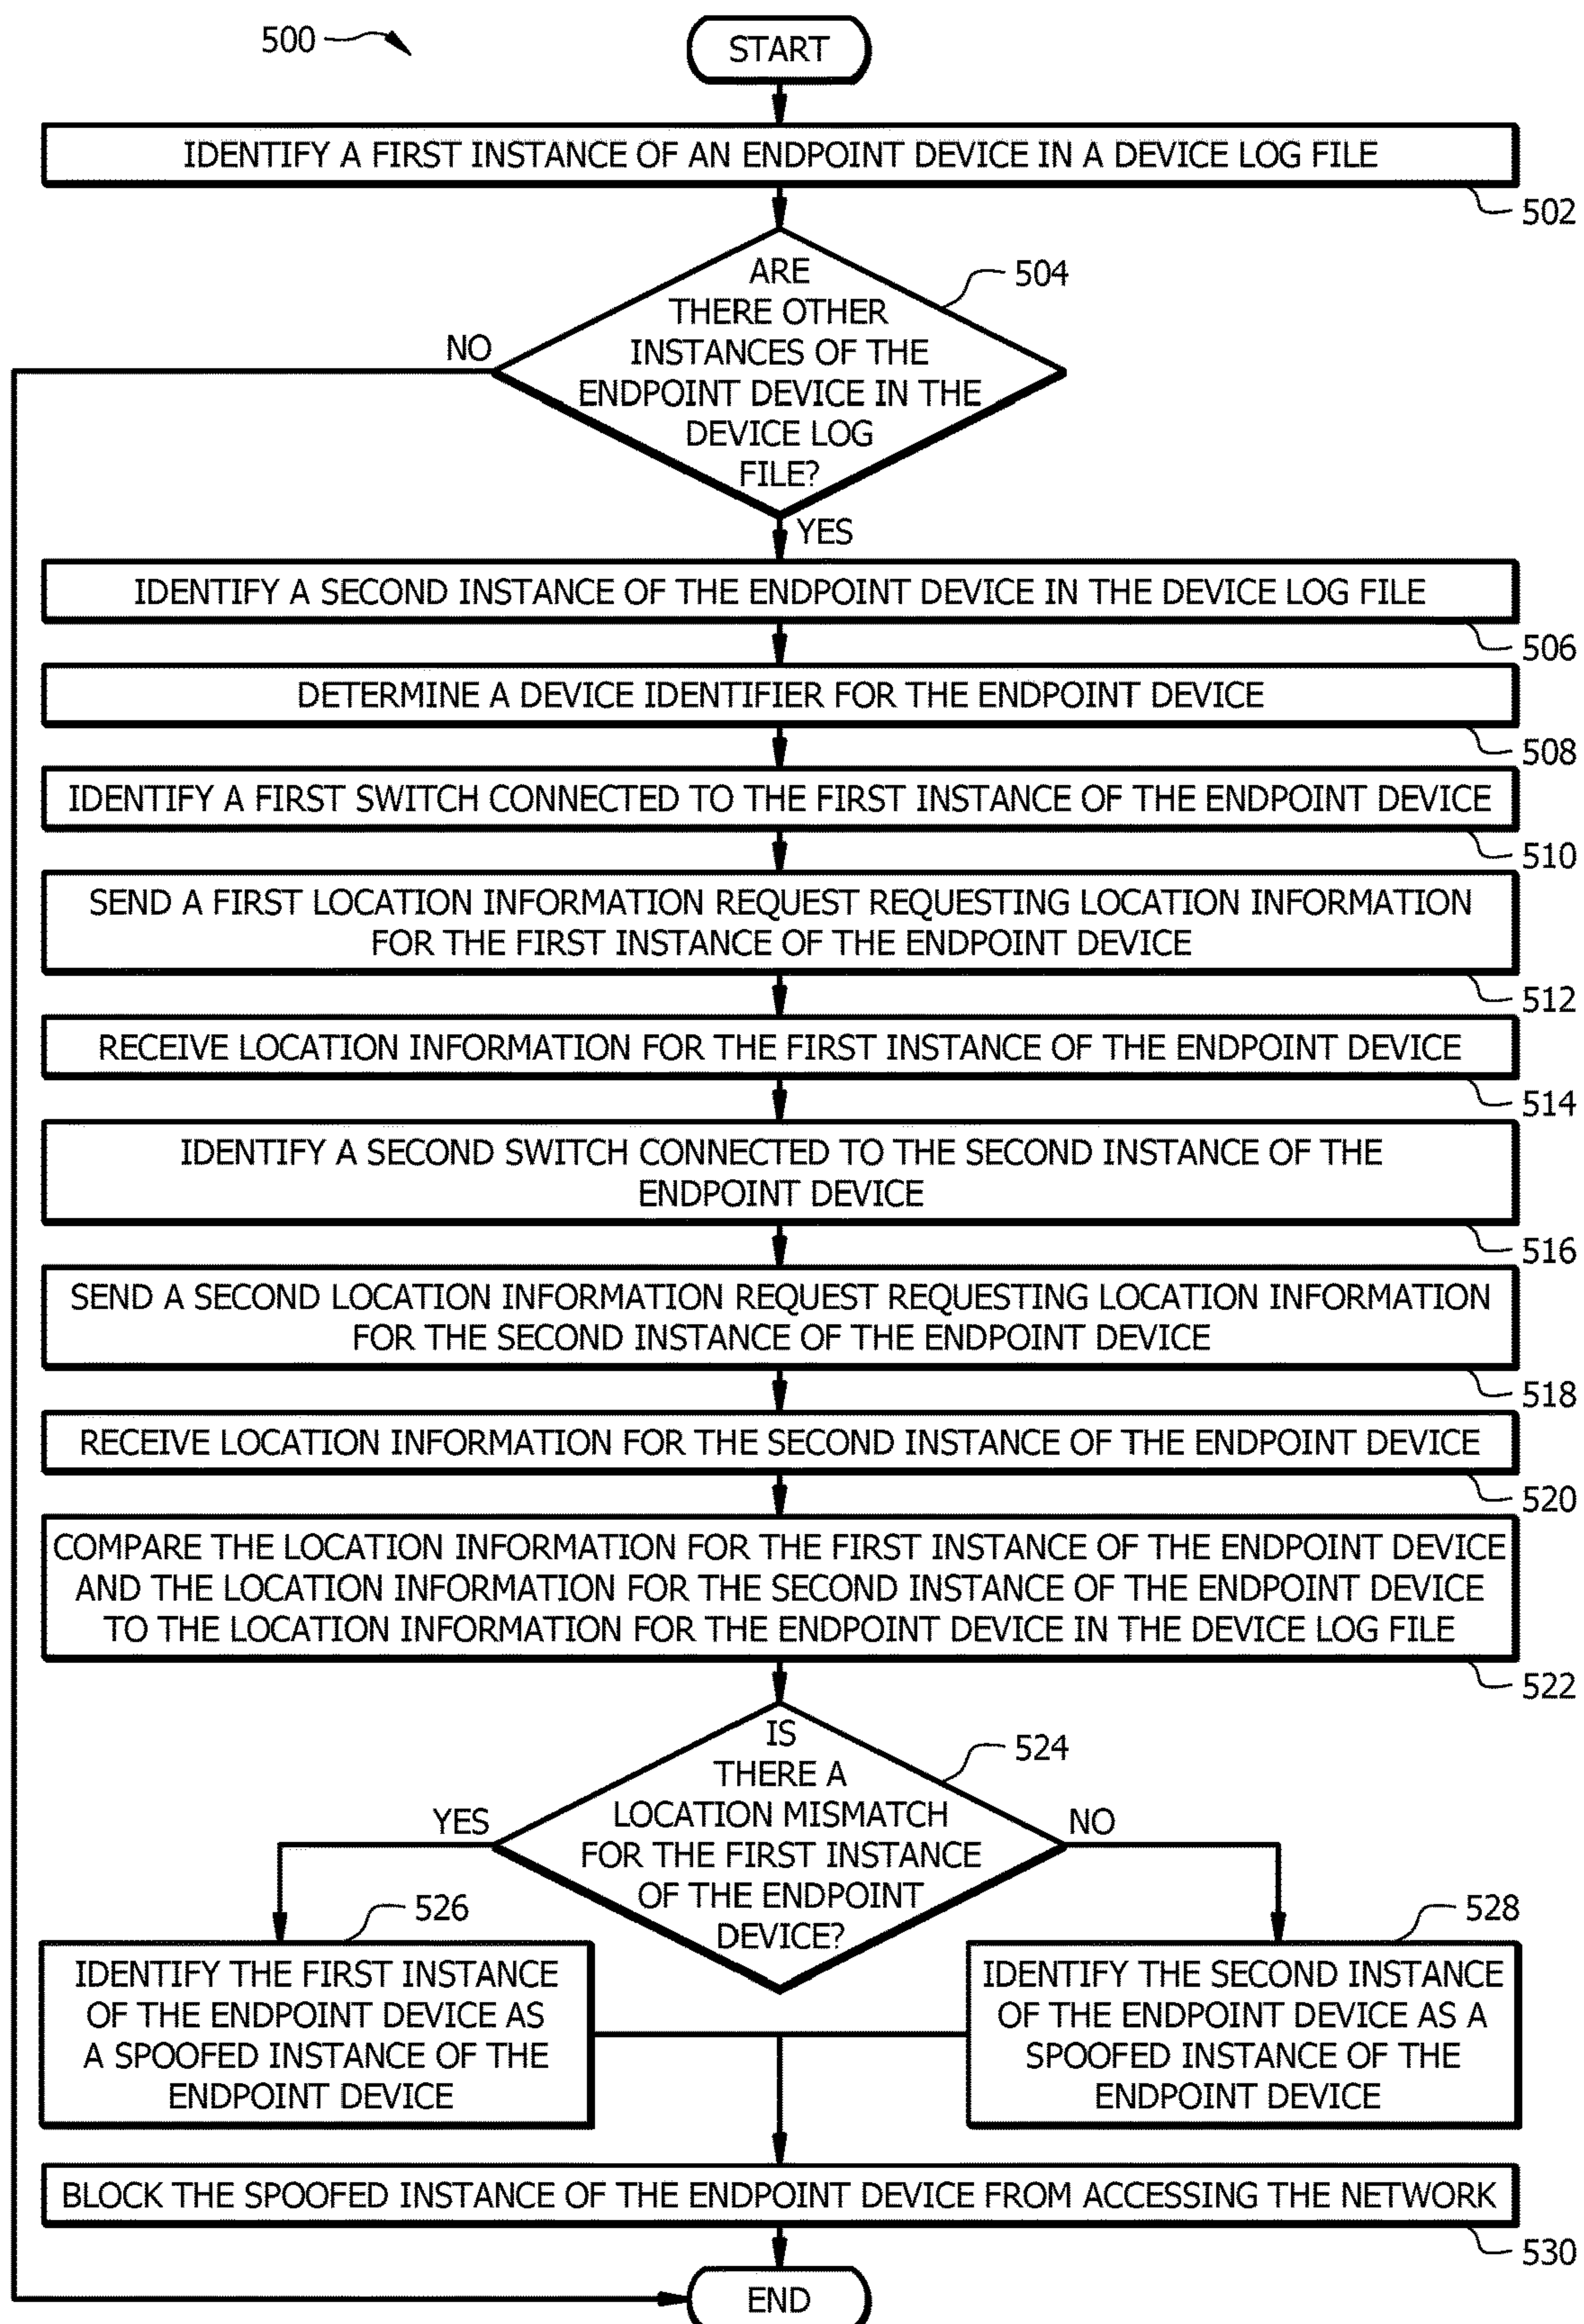 500
START
IDENTIFY A FIRST INSTANCE OF AN ENDPOINT DEVICE IN A DEVICE LOG FILE
502
ARE
THERE OTHER
INSTANCES OF THE
ENDPOINT DEVICE IN THE
DEVICE LOG
FILE?
504
NO
YES
IDENTIFY A SECOND INSTANCE OF THE ENDPOINT DEVICE IN THE DEVICE LOG FILE
506
DETERMINE A DEVICE IDENTIFIER FOR THE ENDPOINT DEVICE
508
IDENTIFY A FIRST SWITCH CONNECTED TO THE FIRST INSTANCE OF THE ENDPOINT DEVICE
510
SEND A FIRST LOCATION INFORMATION REQUEST REQUESTING LOCATION INFORMATION
FOR THE FIRST INSTANCE OF THE ENDPOINT DEVICE
512
RECEIVE LOCATION INFORMATION FOR THE FIRST INSTANCE OF THE ENDPOINT DEVICE
514
IDENTIFY A SECOND SWITCH CONNECTED TO THE SECOND INSTANCE OF THE
ENDPOINT DEVICE
516
SEND A SECOND LOCATION INFORMATION REQUEST REQUESTING LOCATION INFORMATION
FOR THE SECOND INSTANCE OF THE ENDPOINT DEVICE
518
RECEIVE LOCATION INFORMATION FOR THE SECOND INSTANCE OF THE ENDPOINT DEVICE
520
COMPARE THE LOCATION INFORMATION FOR THE FIRST INSTANCE OF THE ENDPOINT DEVICE
AND THE LOCATION INFORMATION FOR THE SECOND INSTANCE OF THE ENDPOINT DEVICE
TO THE LOCATION INFORMATION FOR THE ENDPOINT DEVICE IN THE DEVICE LOG FILE
522
IS
THERE A
LOCATION MISMATCH
FOR THE FIRST INSTANCE
OF THE ENDPOINT
DEVICE?
524
YES
NO
526
IDENTIFY THE FIRST INSTANCE
OF THE ENDPOINT DEVICE AS
A SPOOFED INSTANCE OF THE
ENDPOINT DEVICE
528
IDENTIFY THE SECOND INSTANCE
OF THE ENDPOINT DEVICE AS A
SPOOFED INSTANCE OF THE
ENDPOINT DEVICE
BLOCK THE SPOOFED INSTANCE OF THE ENDPOINT DEVICE FROM ACCESSING THE NETWORK
530
END